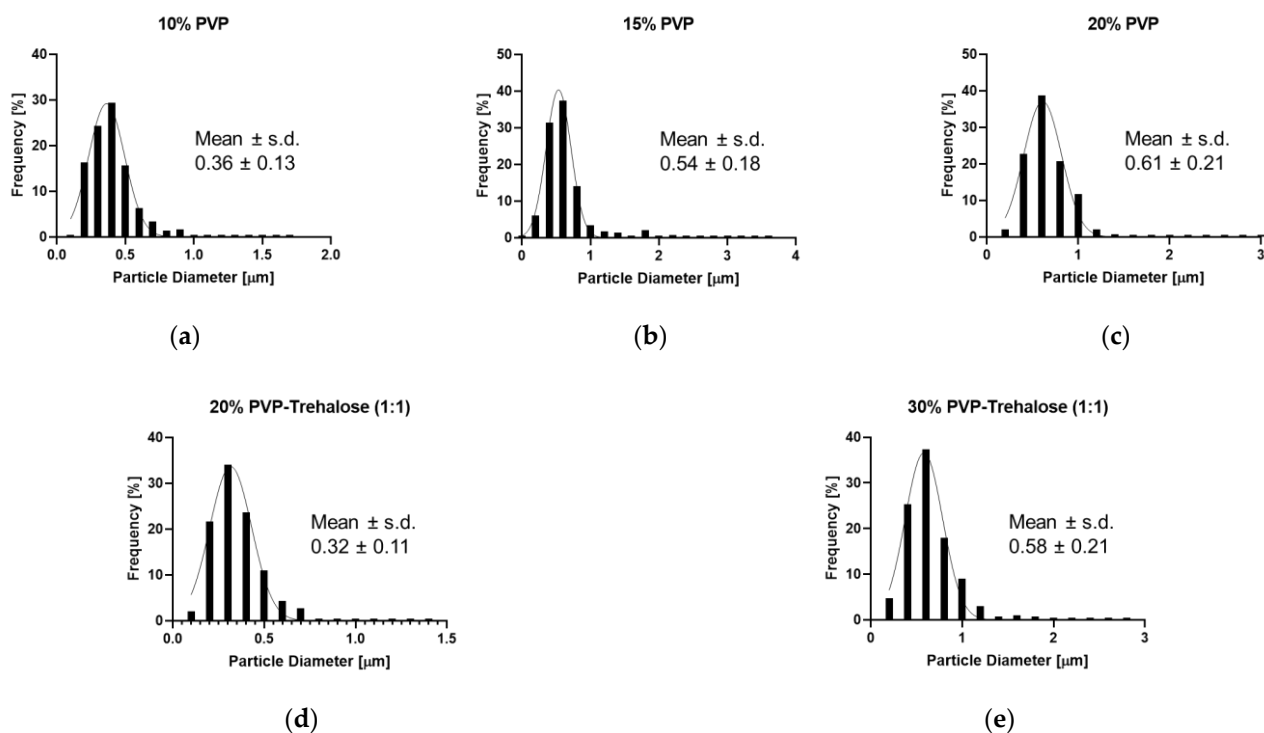 10% PVP
Frequency [%]
40
30
20
10
0
0.0 0.5 1.0 1.5 2.0
Particle Diameter [μm]
Mean ± s.d.
0.36 ± 0.13
(a)
15% PVP
Frequency [%]
50
40
30
20
10
0
0 1 2 3 4
Particle Diameter [μm]
Mean ± s.d.
0.54 ± 0.18
(b)
20% PVP
Frequency [%]
50
40
30
20
10
0
0 1 2 3
Particle Diameter [μm]
Mean ± s.d.
0.61 ± 0.21
(c)
20% PVP-Trehalose (1:1)
Frequency [%]
40
30
20
10
0
0.0 0.5 1.0 1.5
Particle Diameter [μm]
Mean ± s.d.
0.32 ± 0.11
(d)
30% PVP-Trehalose (1:1)
Frequency [%]
40
30
20
10
0
0 1 2 3
Particle Diameter [μm]
Mean ± s.d.
0.58 ± 0.21
(e)